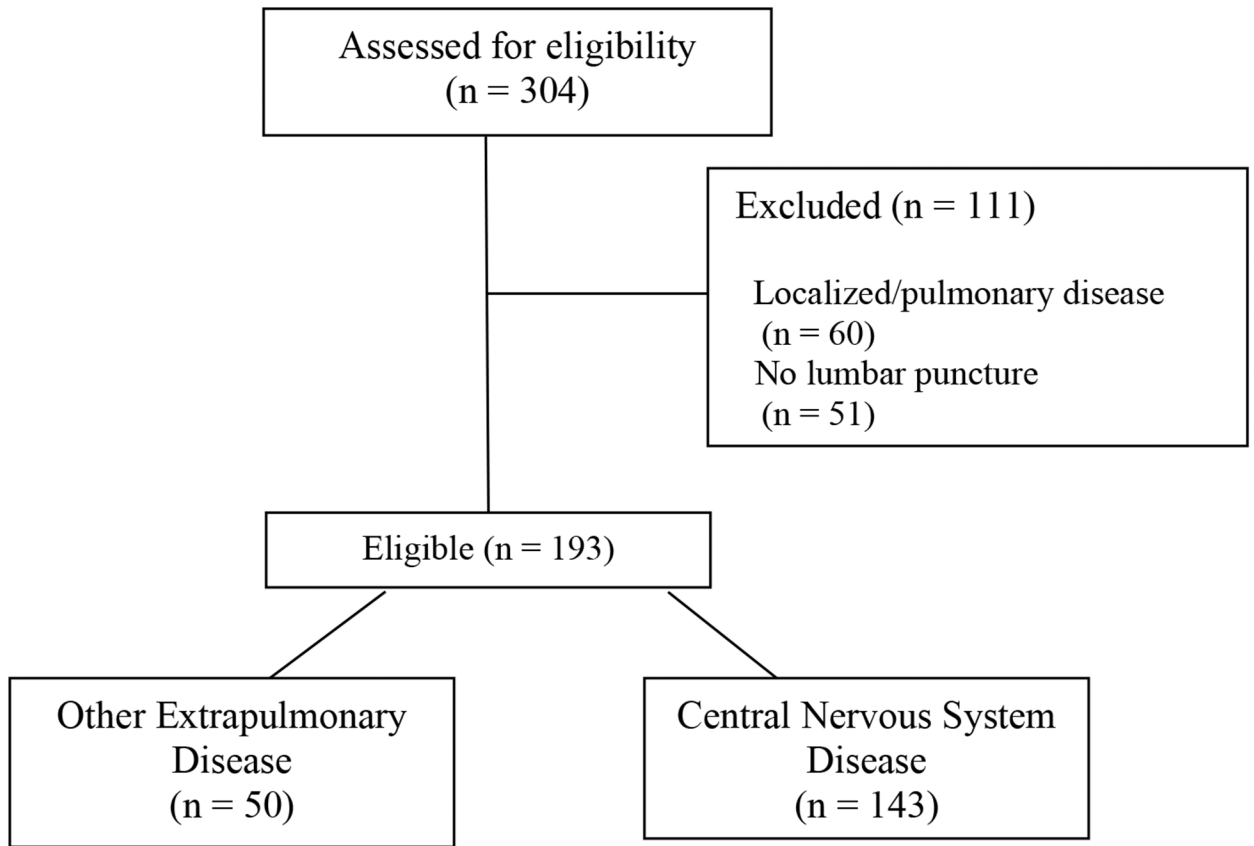 Assessed for eligibility
(n = 304)
Excluded (n = 111)
Localized/pulmonary disease
(n = 60)
No lumbar puncture
(n = 51)
Eligible (n = 193)
Other Extrapulmonary
Disease
(n = 50)
Central Nervous System
Disease
(n = 143)